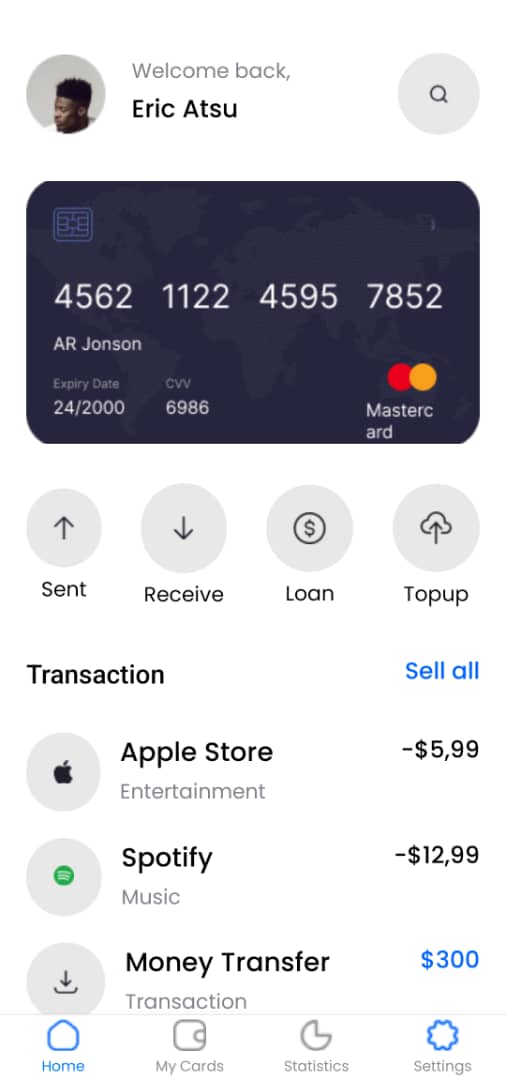 Welcome back,
Eric Atsu
4562 1122 4595 7852
AR Jonson
Expiry Date CVV
24/2000 6986
Masterc
ard
Sent Receive Loan Topup
Transaction Sell all
Apple Store -$5,99
Entertainment
Spotify -$12,99
Music
Money Transfer $300
Transaction
Home My Cards Statistics Settings